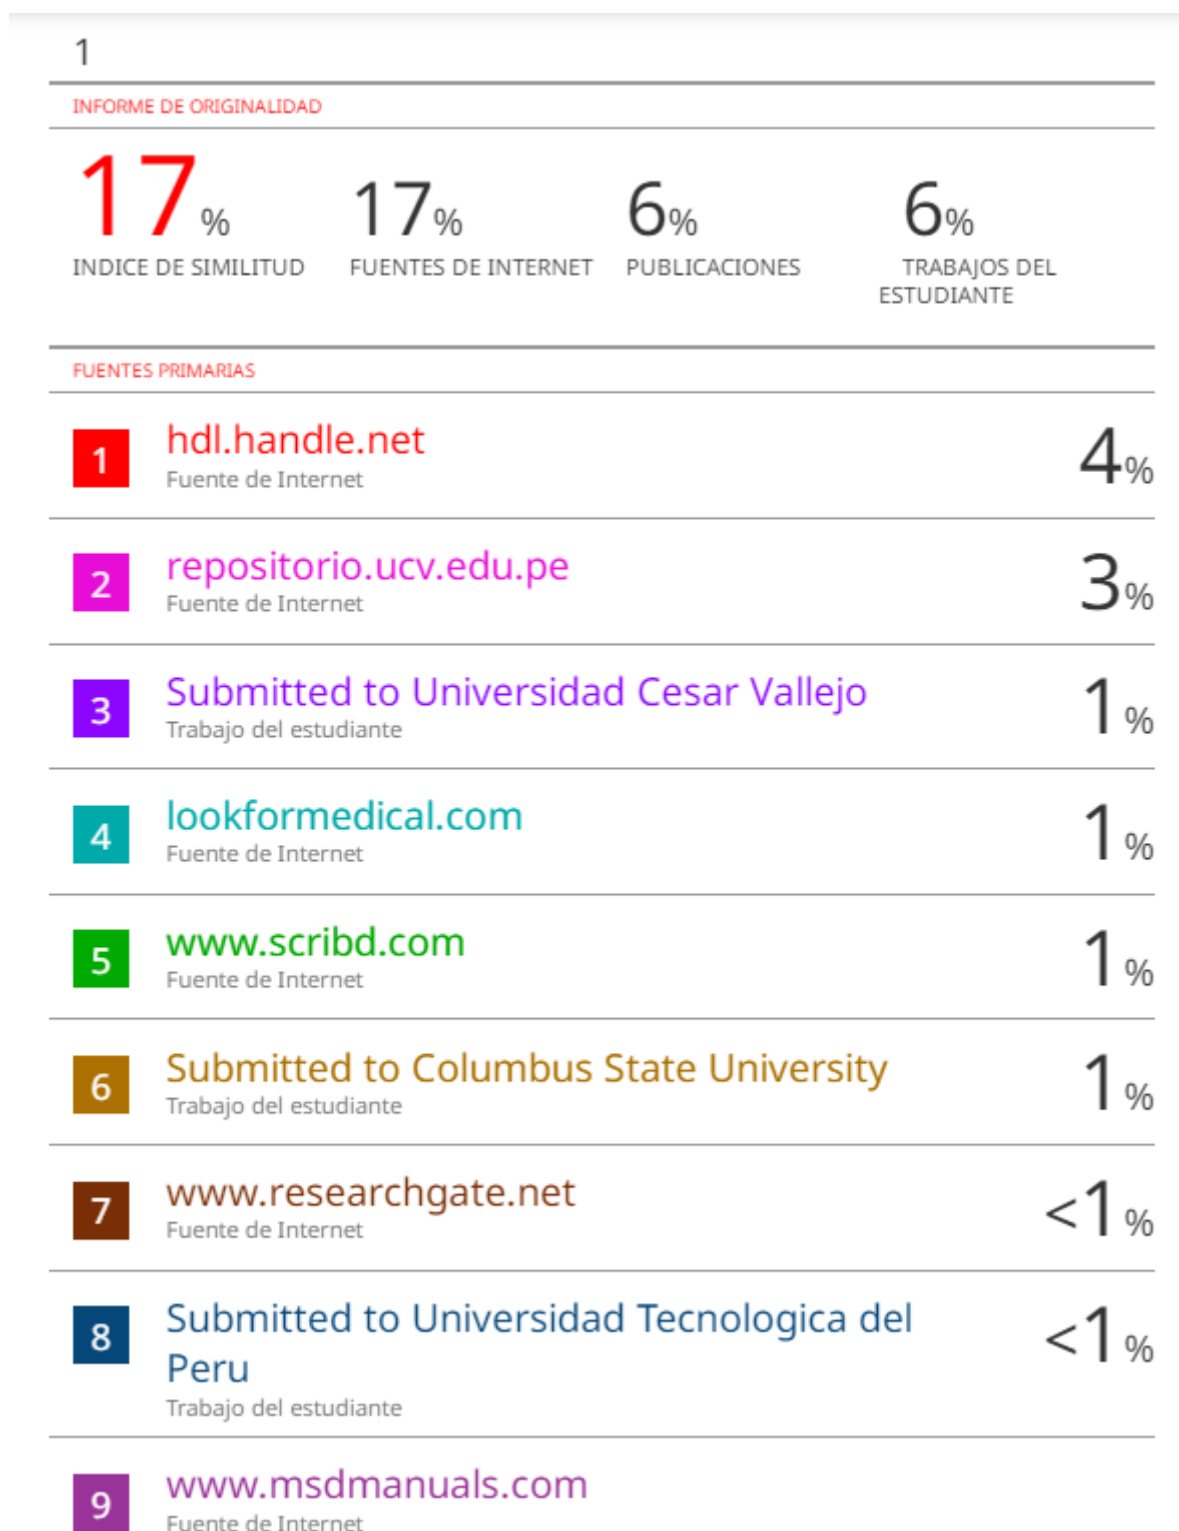 1
INFORME DE ORIGINALIDAD
17%
17%
6%
6%
INDICE DE SIMILITUD
FUENTES DE INTERNET
PUBLICACIONES
TRABAJOS DEL
ESTUDIANTE
FUENTES PRIMARIAS
1
hdl.handle.net
Fuente de Internet
4%
2
repositorio.ucv.edu.pe
Fuente de Internet
3%
3
Submitted to Universidad Cesar Vallejo
Trabajo del estudiante
1%
4
lookformedical.com
Fuente de Internet
1%
5
www.scribd.com
Fuente de Internet
1%
6
Submitted to Columbus State University
Trabajo del estudiante
1%
7
www.researchgate.net
Fuente de Internet
<1%
8
Submitted to Universidad Tecnologica del
Peru
Trabajo del estudiante
<1%
9
www.msdmanuals.com
Fuente de Internet